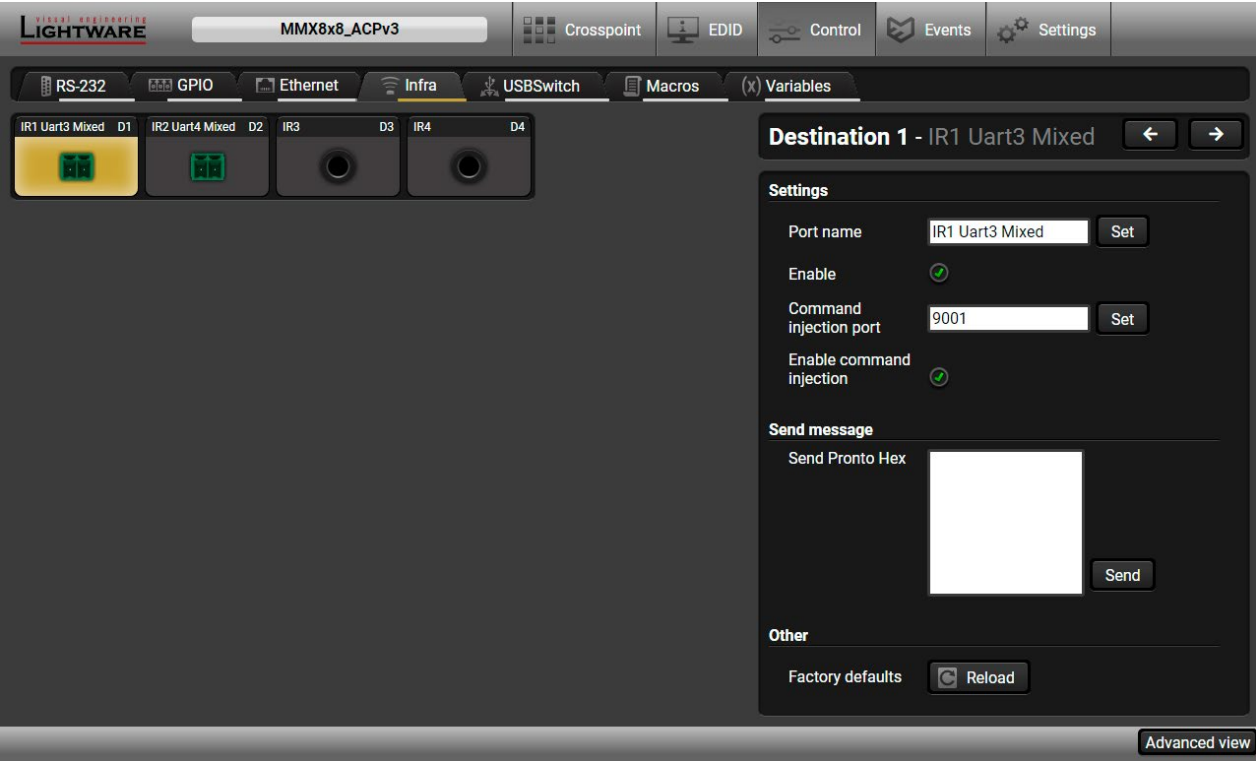 visual engineering
LIGHTWARE
MMX8x8_ACPv3
Crosspoint
EDID
Control
Events
Settings
RS-232
GPIO
Ethernet
Infra
USBSwitch
Macros
(x) Variables
IR1 Uart3 Mixed D1
IR2 Uart4 Mixed D2
IR3 D3
IR4 D4
Destination 1 - IR1 Uart3 Mixed
Settings
Port name
IR1 Uart3 Mixed
Set
Enable
Command
injection port
9001
Set
Enable command
injection
Send message
Send Pronto Hex
Send
Other
Factory defaults
Reload
Advanced view